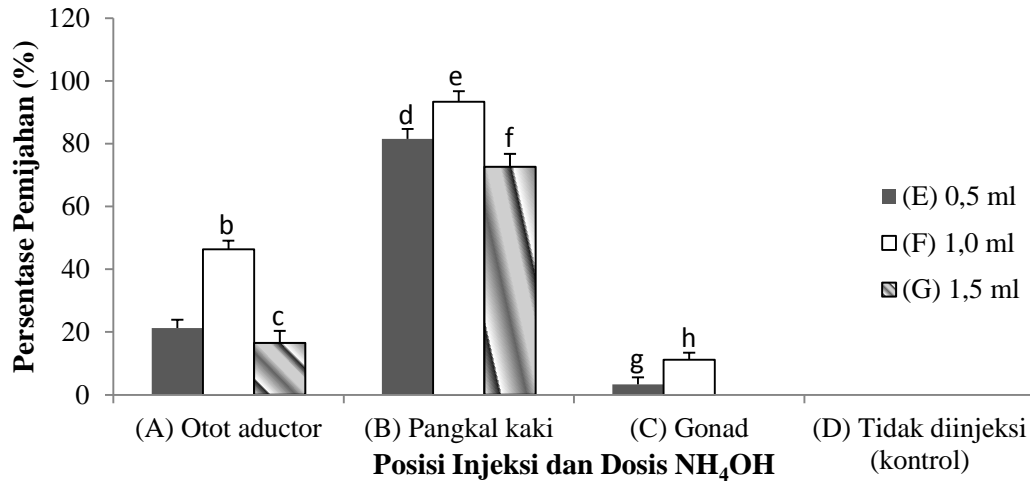 120
100
80
60
40
20
0
Persentase Pemijahan (%)
b
c
d
e
f
g
h
(E) 0,5 ml
(F) 1,0 ml
(G) 1,5 ml
(A) Otot aductor
(B) Pangkal kaki
(C) Gonad
(D) Tidak diinjeksi
(kontrol)
Posisi Injeksi dan Dosis NH₄OH